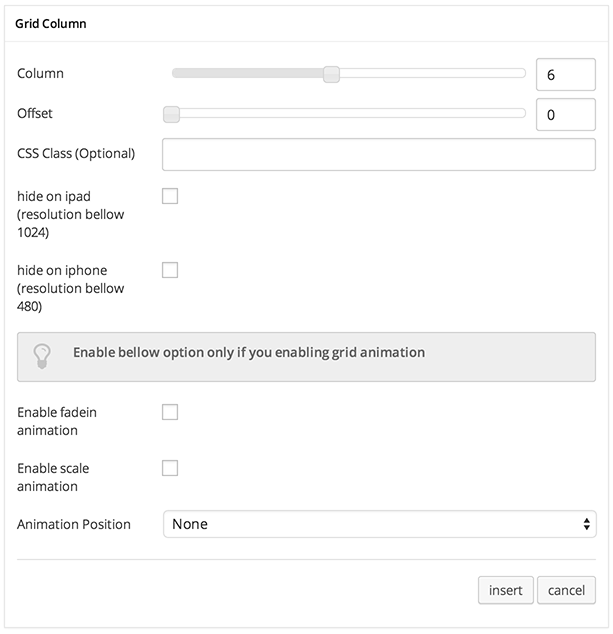 Grid Column
Column
6
Offset
0
CSS Class (Optional)
hide on ipad
(resolution bellow
1024)
hide on iphone
(resolution bellow
480)
Enable bellow option only if you enabling grid animation
Enable fadein
animation
Enable scale
animation
Animation Position
None
insert
cancel